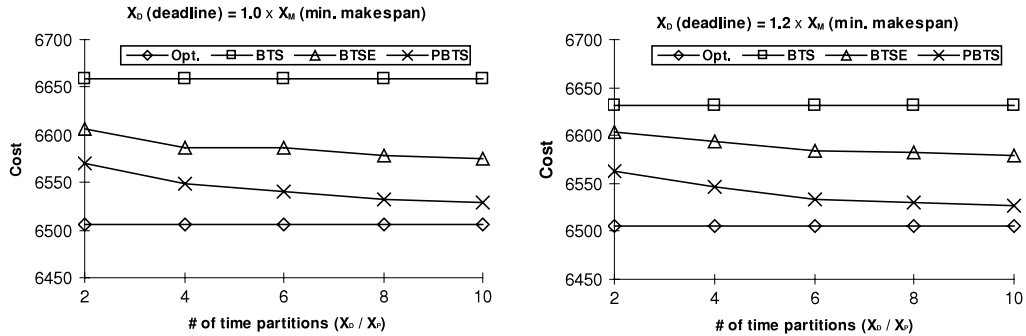 X_D (deadline) = 1.0 x X_M (min. makespan)
6700
Opt. BTS BTSE PBTS
6650
6600
6550
6500
6450
Cost
2 4 6 8 10
# of time partitions (X_D / X_P)
X_D (deadline) = 1.2 x X_M (min. makespan)
6700
Opt. BTS BTSE PBTS
6650
6600
6550
6500
6450
Cost
2 4 6 8 10
# of time partitions (X_D / X_P)